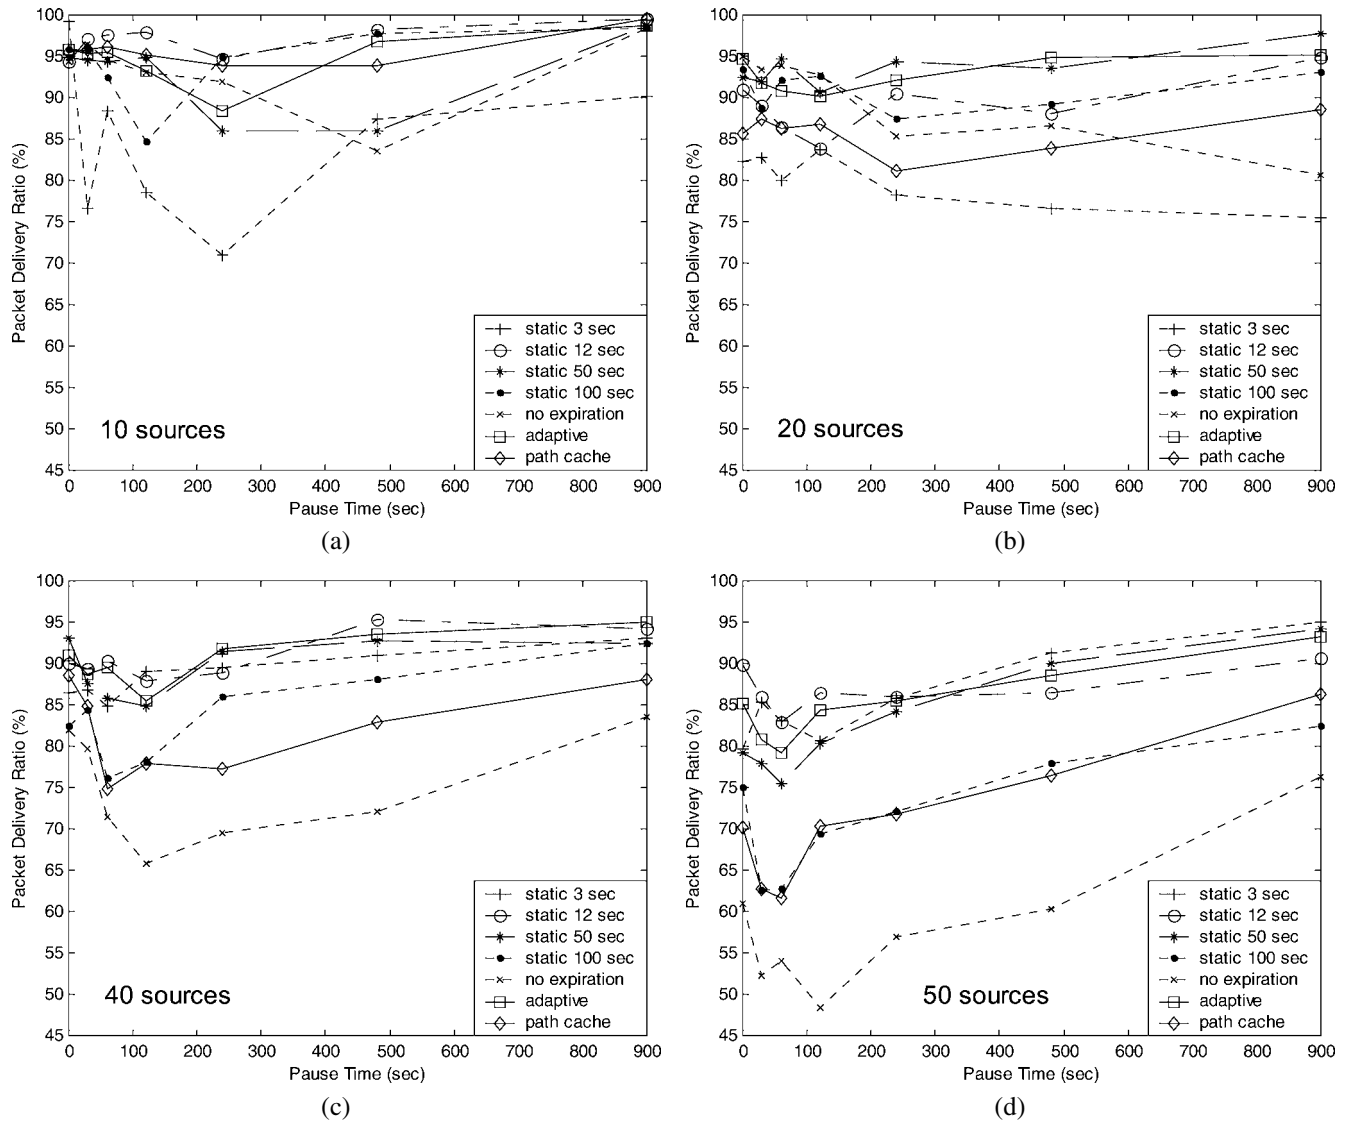 100
95
90
85
80
75
70
65
60
55
50
45
Packet Delivery Ratio (%)
static 3 sec
static 12 sec
static 50 sec
static 100 sec
no expiration
adaptive
path cache
10 sources
0 100 200 300 400 500 600 700 800 900
Pause Time (sec)
(a)
100
95
90
85
80
75
70
65
60
55
50
45
Packet Delivery Ratio (%)
static 3 sec
static 12 sec
static 50 sec
static 100 sec
no expiration
adaptive
path cache
20 sources
0 100 200 300 400 500 600 700 800 900
Pause Time (sec)
(b)
100
95
90
85
80
75
70
65
60
55
50
45
Packet Delivery Ratio (%)
static 3 sec
static 12 sec
static 50 sec
static 100 sec
no expiration
adaptive
path cache
40 sources
0 100 200 300 400 500 600 700 800 900
Pause Time (sec)
(c)
100
95
90
85
80
75
70
65
60
55
50
45
Packet Delivery Ratio (%)
static 3 sec
static 12 sec
static 50 sec
static 100 sec
no expiration
adaptive
path cache
50 sources
0 100 200 300 400 500 600 700 800 900
Pause Time (sec)
(d)